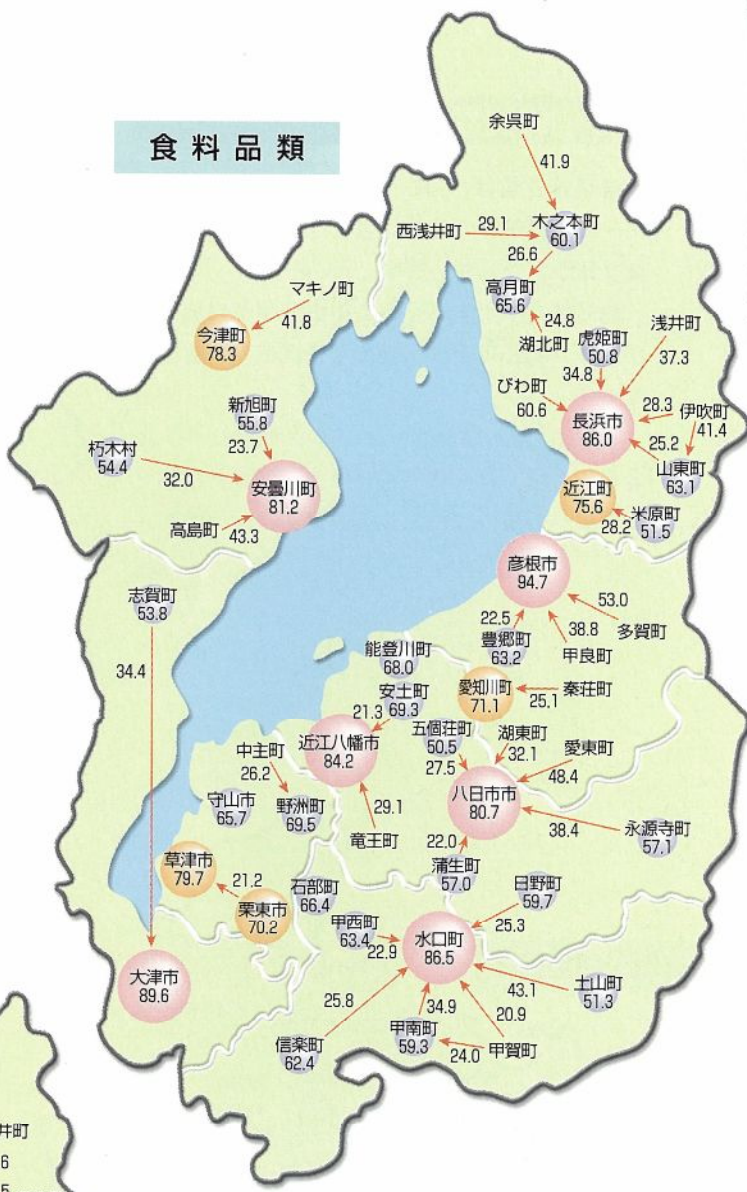 食料品類
余呉町
41.9
西浅井町
29.1
木之本町
60.1
26.6
高月町
65.6
24.8
湖北町
マキノ町
41.8
今津町
78.3
虎姫町
50.8
34.8
浅井町
37.3
びわ町
60.6
長浜市
86.0
28.3
伊吹町
41.4
25.2
山東町
63.1
新旭町
55.8
23.7
朽木村
54.4
32.0
安曇川町
81.2
高島町
43.3
近江町
75.6
28.2
米原町
51.5
志賀町
53.8
34.4
彦根市
94.7
53.0
多賀町
22.5
豊郷町
63.2
38.8
甲良町
能登川町
68.0
安土町
69.3
21.3
愛知川町
71.1
25.1
秦荘町
近江八幡市
84.2
29.1
竜王町
五個荘町
50.5
27.5
湖東町
32.1
愛東町
48.4
八日市市
80.7
38.4
永源寺町
57.1
22.0
蒲生町
57.0
中主町
26.2
野洲町
69.5
守山市
65.7
草津市
79.7
21.2
栗東市
70.2
石部町
66.4
日野町
59.7
25.3
甲西町
63.4
22.9
水口町
86.5
大津市
89.6
43.1
土山町
51.3
25.8
信楽町
62.4
34.9
甲南町
59.3
24.0
20.9
甲賀町
井町
6
5